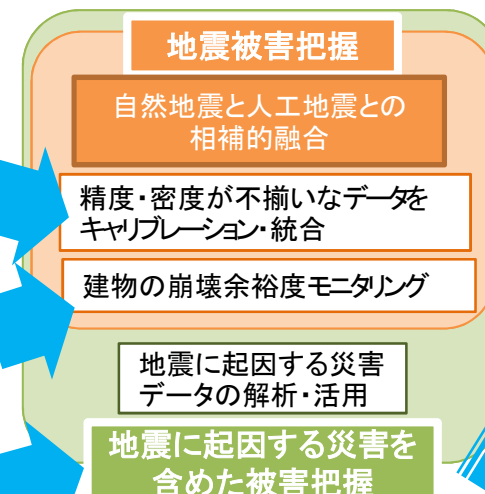 地震被害把握
自然地震と人工地震との
相補的融合
精度・密度が不揃いなデータを
キャリブレーション・統合
建物の崩壊余裕度モニタリング
地震に起因する災害
データの解析・活用
地震に起因する災害を
含めた被害把握